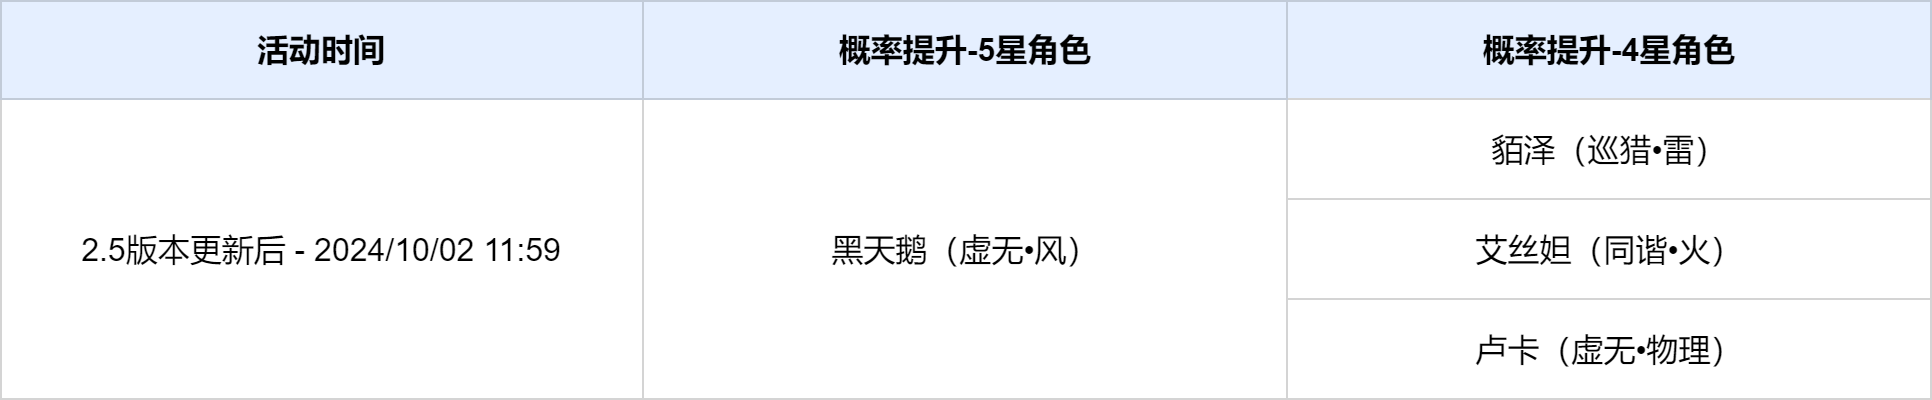 活动时间
概率提升-5星角色
概率提升-4星角色
2.5版本更新后 - 2024/10/02 11:59
黑天鹅（虚无•风）
貊泽（巡猎•雷）
艾丝妲（同谐•火）
卢卡（虚无•物理）